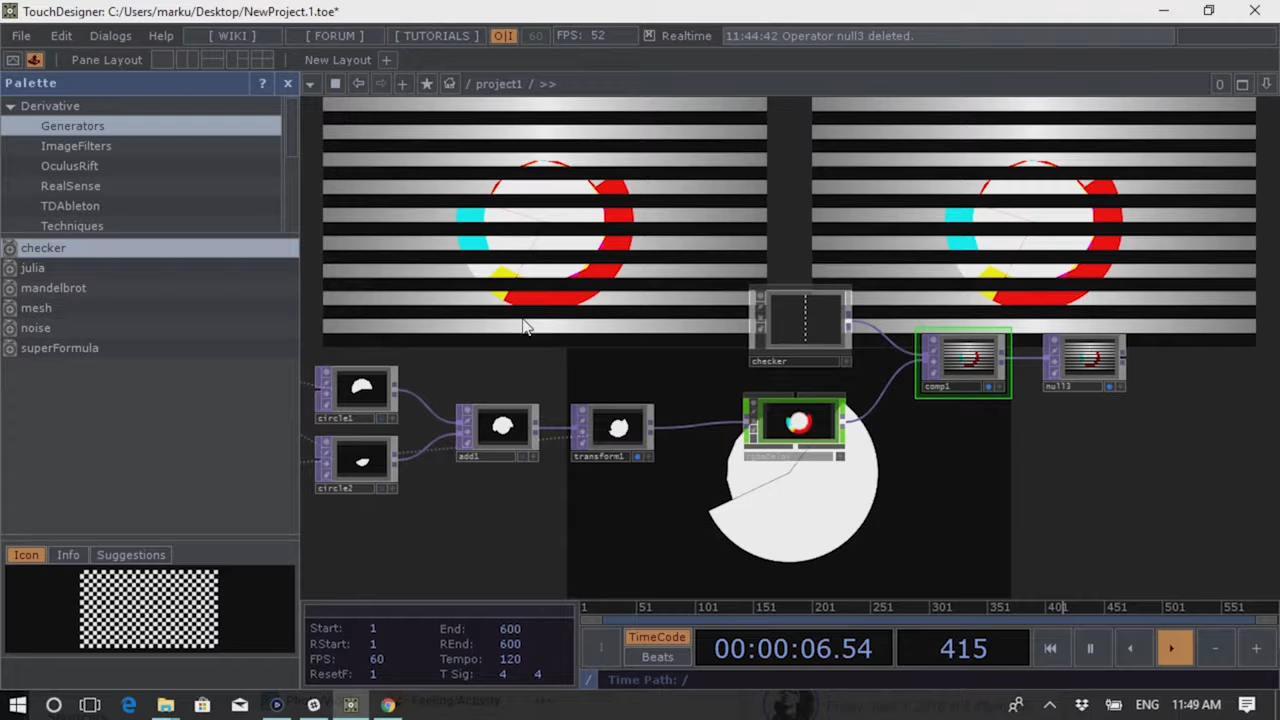 TouchDesigner: C:/Users/marku/Desktop/NewProject.1.toe*
File Edit Dialogs Help [ WIKI ] [ FORUM ] [ TUTORIALS ] O|I 60 FPS: 52 Realtime 11:44:42 Operator null3 deleted.
Pane Layout New Layout +
Palette ? x
/ project1 / >> 0
Derivative
Generators
ImageFilters
OculusRift
RealSense
TDAbleton
Techniques
checker
julia
mandelbrot
mesh
noise
superFormula
checker
comp1
null3
circle1
add1
transform1
rgbaDelay
circle2
Icon Info Suggestions
1 51 101 151 201 251 301 351 401 451 501 551
Start: 1 End: 600
RStart: 1 REnd: 600
FPS: 60 Tempo: 120
ResetF: 1 T Sig: 4 4
TimeCode
Beats
00:00:06.54 415
/ Time Path: /
ENG 11:49 AM